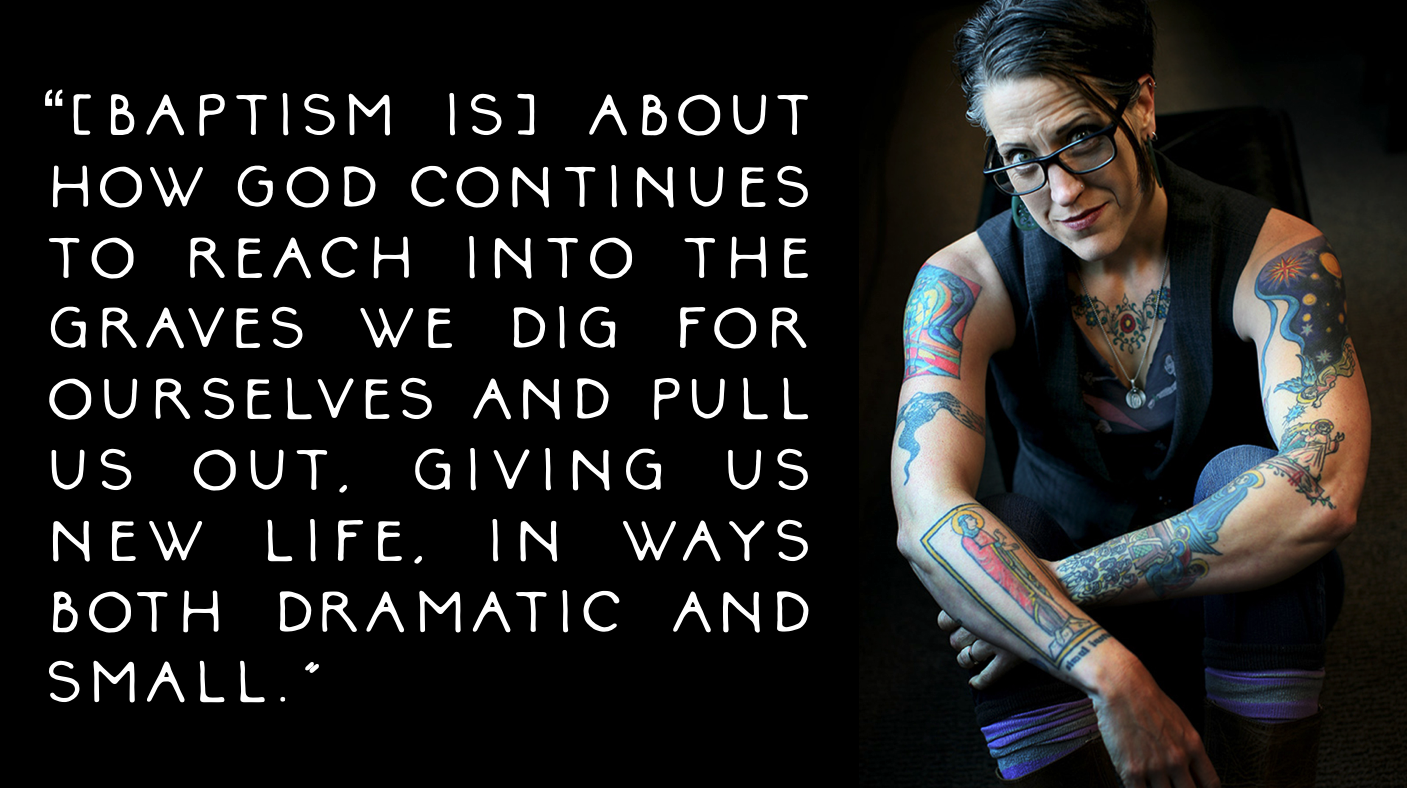 “[BAPTISM IS] ABOUT
HOW GOD CONTINUES
TO REACH INTO THE
GRAVES WE DIG FOR
OURSELVES AND PULL
US OUT, GIVING US
NEW LIFE, IN WAYS
BOTH DRAMATIC AND
SMALL.”